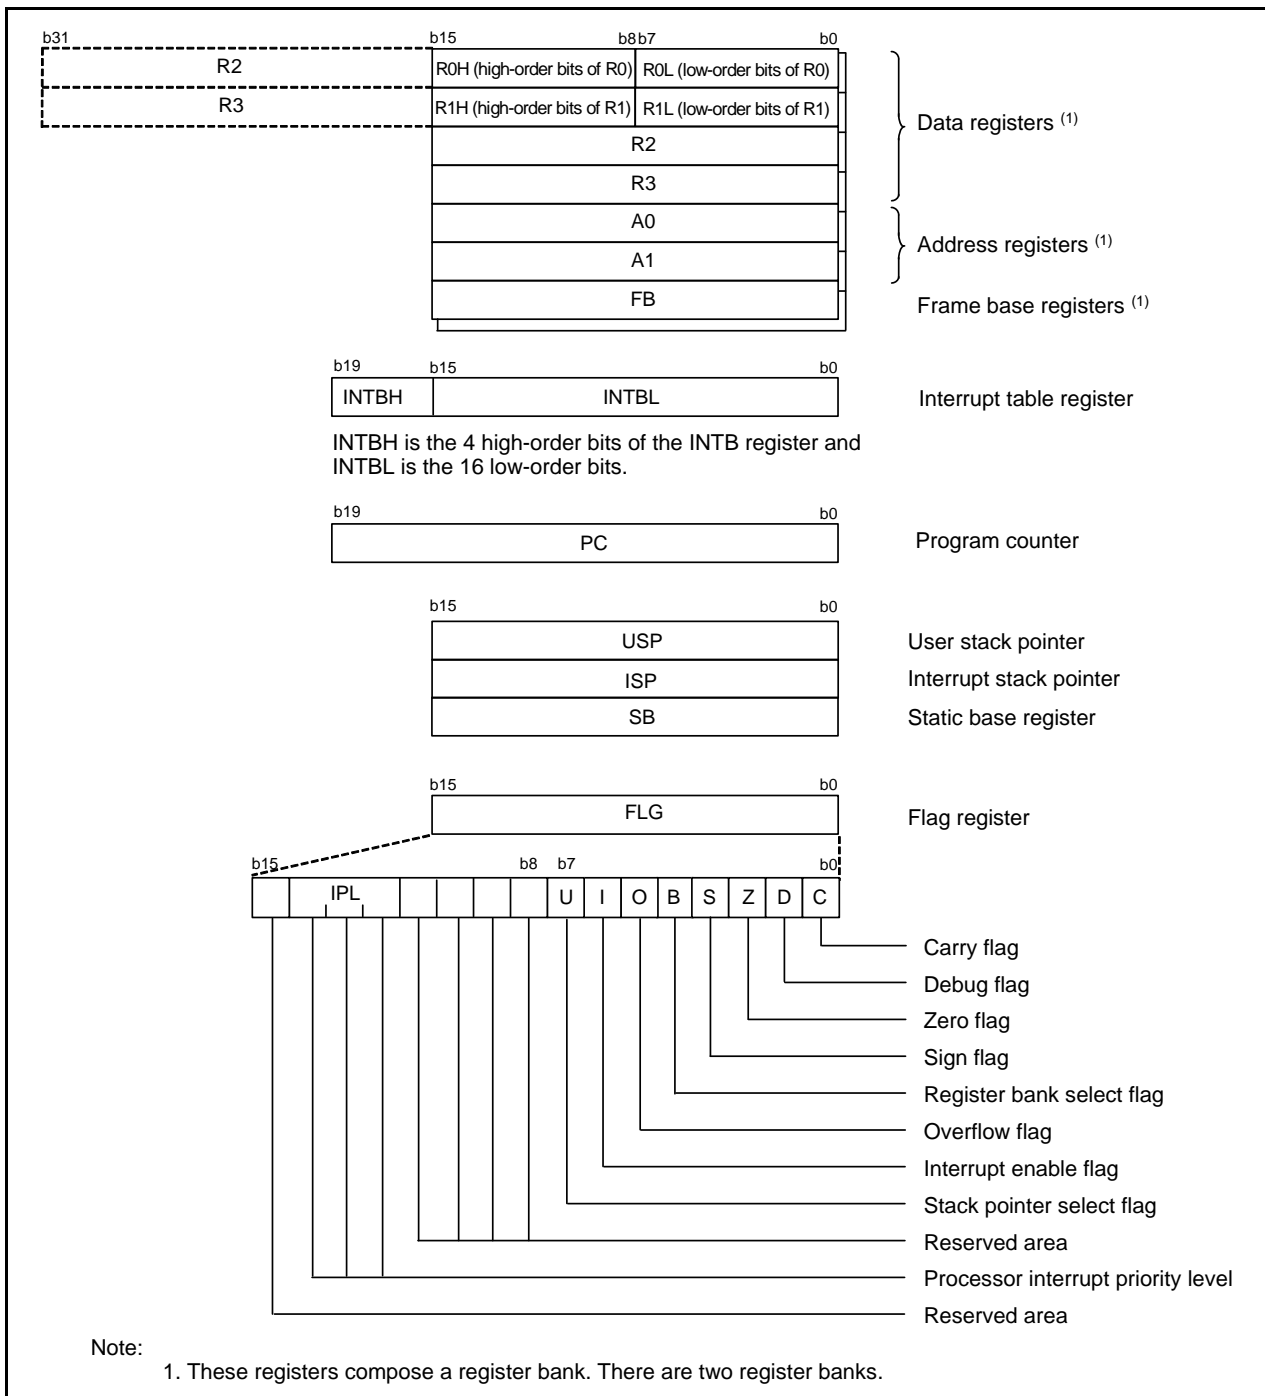 b31 b15 b8 b7 b0
R2 R0H (high-order bits of R0) R0L (low-order bits of R0)
R3 R1H (high-order bits of R1) R1L (low-order bits of R1)
Data registers (1)
R2
R3
A0
Address registers (1)
A1
FB
Frame base registers (1)
b19 b15 b0
INTBH INTBL Interrupt table register
INTBH is the 4 high-order bits of the INTB register and
INTBL is the 16 low-order bits.
b19 b0
PC Program counter
b15 b0
USP User stack pointer
ISP Interrupt stack pointer
SB Static base register
b15 b0
FLG Flag register
b15 b8 b7 b0
IPL U I O B S Z D C
Carry flag
Debug flag
Zero flag
Sign flag
Register bank select flag
Overflow flag
Interrupt enable flag
Stack pointer select flag
Reserved area
Processor interrupt priority level
Reserved area
Note:
1. These registers compose a register bank. There are two register banks.